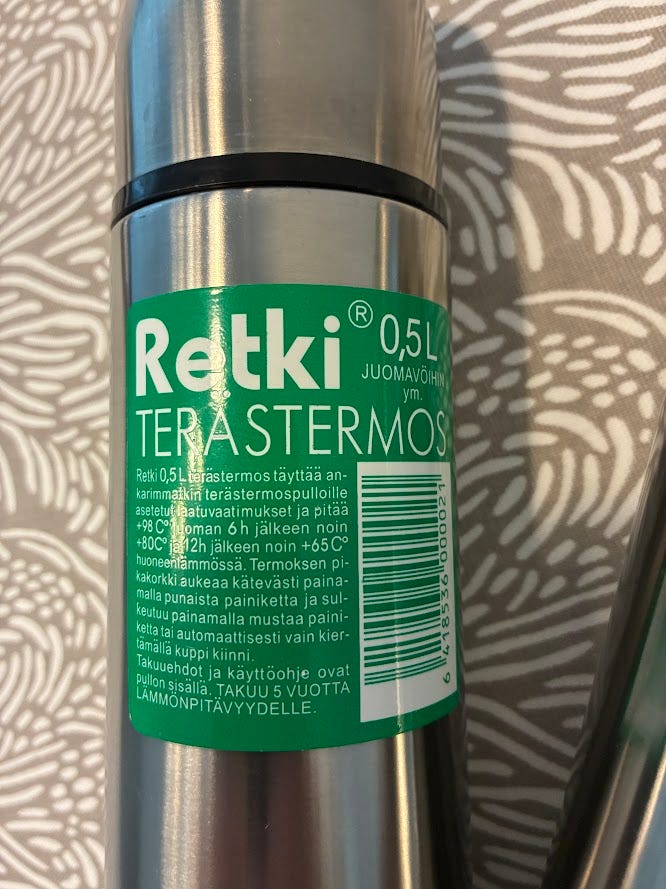 Retki® 0,5L
JUOMAVÖIHIN
ym.
TERÄSTERMOS
Retki 0,5 L terästermos täyttää an-
karimmatkin terästermospulloille
asetetut laatuvaatimukset ja pitää
+98 C° juoman 6 h jälkeen noin
+80C° ja 12h jälkeen noin +65C°
huoneenlämmössä. Termoksen pi-
kakorkki aukeaa kätevästi paina-
malla punaista painiketta ja sul-
keutuu painamalla mustaa paini-
ketta tai automaattisesti vain kier-
tämällä kuppi kiinni.
Takuuehdot ja käyttöohje ovat
pullon sisällä. TAKUU 5 VUOTTA
LÄMMÖNPITÄVYYDELLE.
6 418536 000021